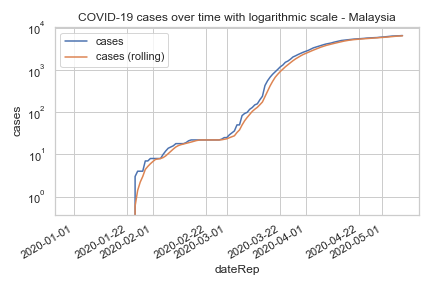 COVID-19 cases over time with logarithmic scale - Malaysia
cases
cases (rolling)
10^4
10^3
10^2
10^1
10^0
cases
2020-01-01
2020-01-22
2020-02-01
2020-02-22
2020-03-01
2020-03-22
2020-04-01
2020-04-22
2020-05-01
dateRep